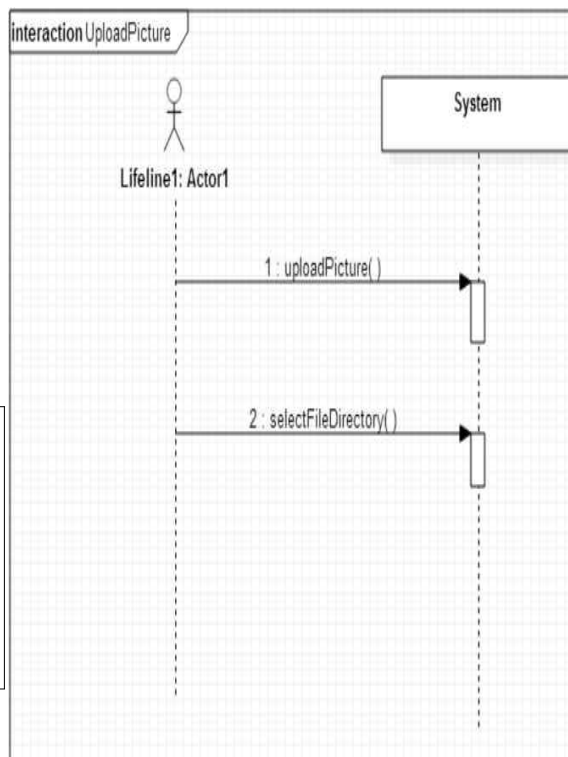 interaction UploadPicture
System
Lifeline1: Actor1
1 : uploadPicture( )
2 : selectFileDirectory( )